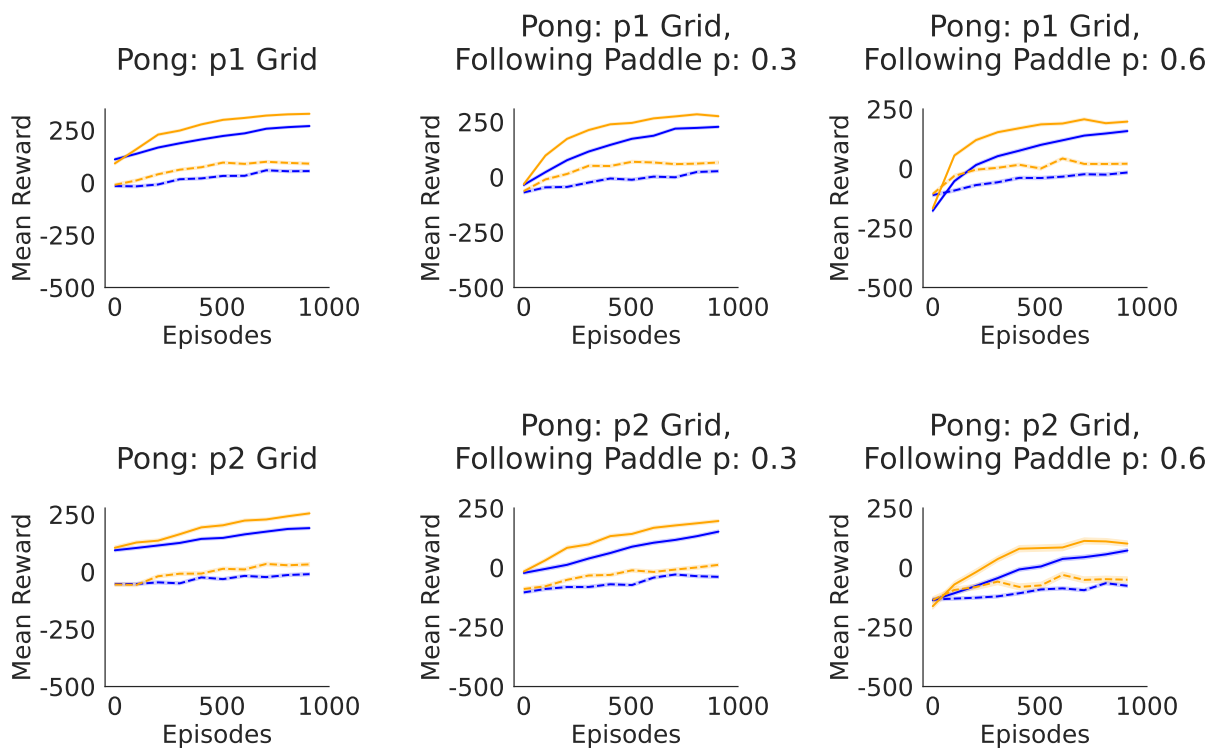 Pong: p1 Grid
250
0
-250
-500
0 500 1000
Mean Reward
Episodes
Pong: p1 Grid,
Following Paddle p: 0.3
250
0
-250
-500
0 500 1000
Mean Reward
Episodes
Pong: p1 Grid,
Following Paddle p: 0.6
250
0
-250
-500
0 500 1000
Mean Reward
Episodes
Pong: p2 Grid
250
0
-250
-500
0 500 1000
Mean Reward
Episodes
Pong: p2 Grid,
Following Paddle p: 0.3
250
0
-250
-500
0 500 1000
Mean Reward
Episodes
Pong: p2 Grid,
Following Paddle p: 0.6
250
0
-250
-500
0 500 1000
Mean Reward
Episodes